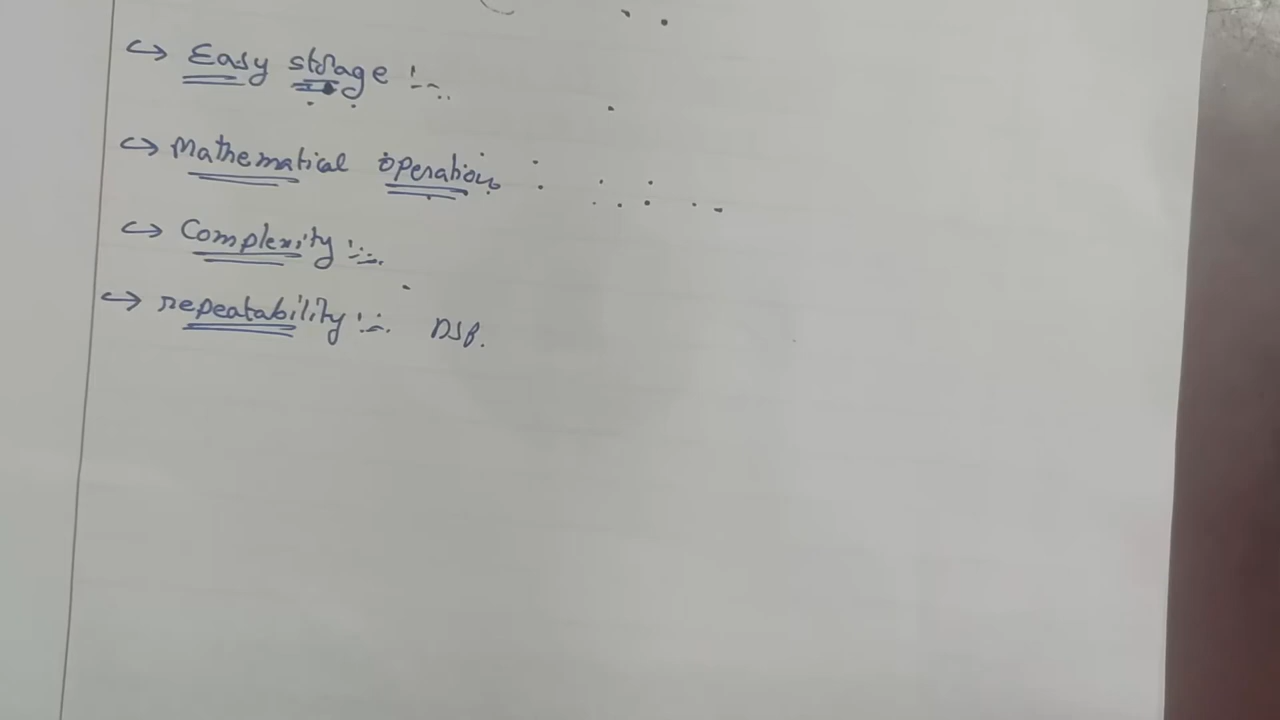 ↪ Easy storage :-
↪ Mathematical operations :
↪ Complexity :-
↪ repeatability :- DSP.